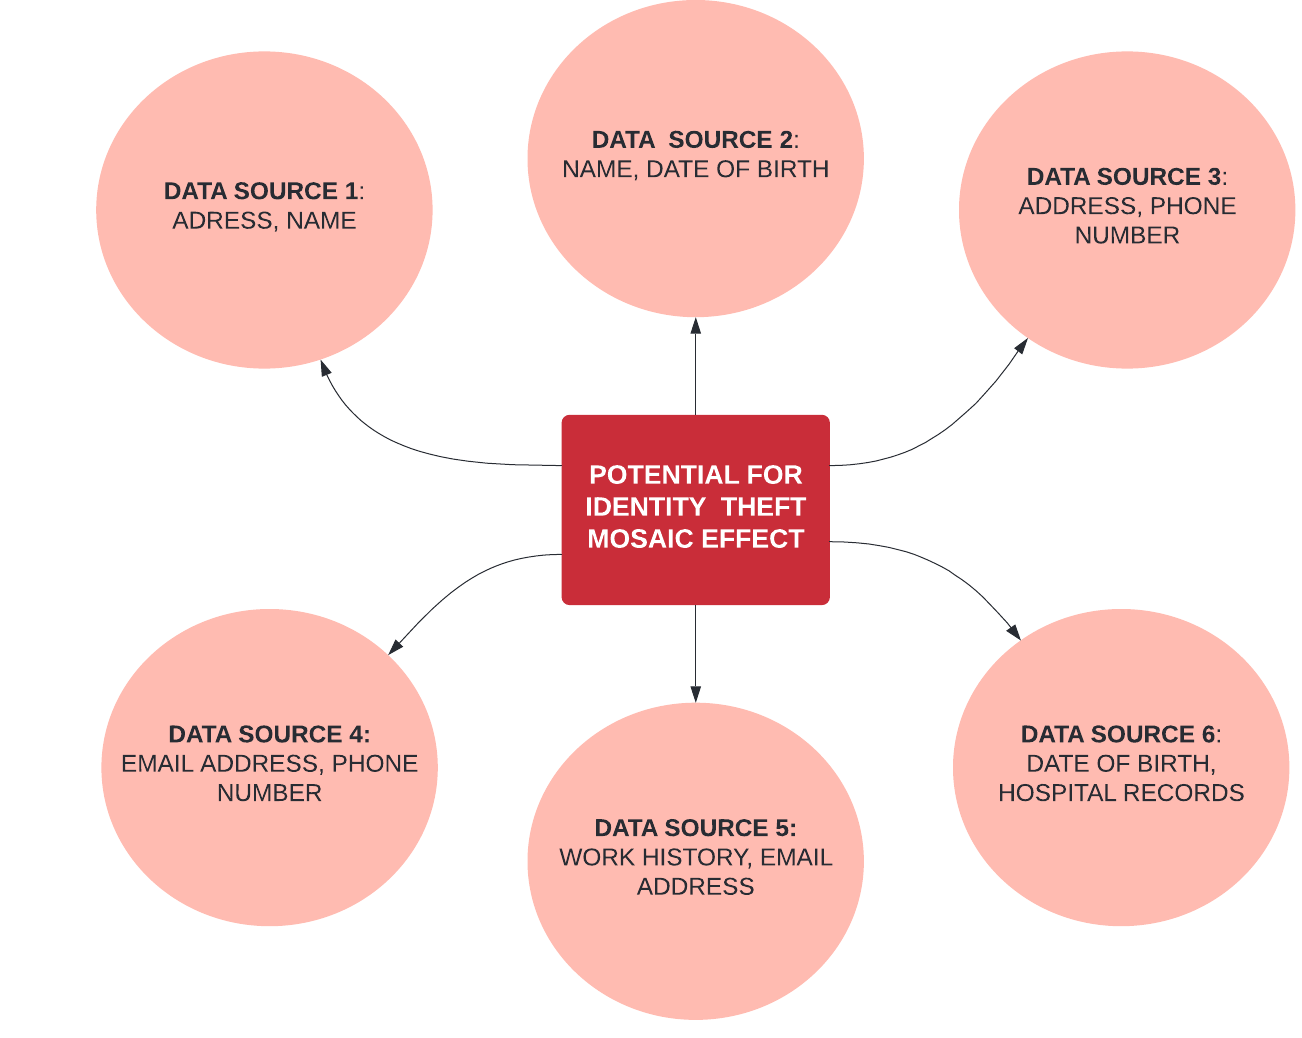 DATA SOURCE 1:
ADRESS, NAME
DATA  SOURCE 2:
NAME, DATE OF BIRTH
DATA SOURCE 3:
ADDRESS, PHONE
NUMBER
POTENTIAL FOR
IDENTITY  THEFT
MOSAIC EFFECT
DATA SOURCE 4:
EMAIL ADDRESS, PHONE
NUMBER
DATA SOURCE 5:
WORK HISTORY, EMAIL
ADDRESS
DATA SOURCE 6:
DATE OF BIRTH,
HOSPITAL RECORDS